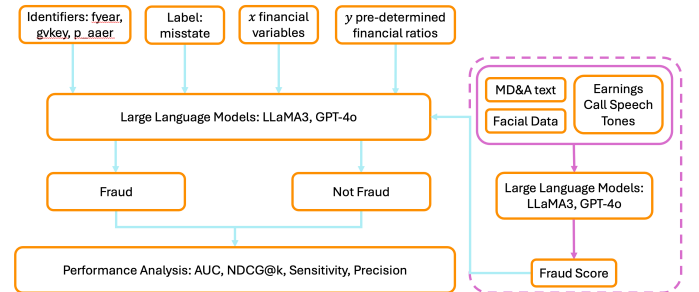 Identifiers: fyear,
gvkey, p_aaer
Label:
misstate
x financial
variables
y pre-determined
financial ratios
MD&A text
Facial Data
Earnings
Call Speech
Tones
Large Language Models: LLaMA3, GPT-4o
Large Language Models:
LLaMA3, GPT-4o
Fraud
Not Fraud
Fraud Score
Performance Analysis: AUC, NDCG@k, Sensitivity, Precision